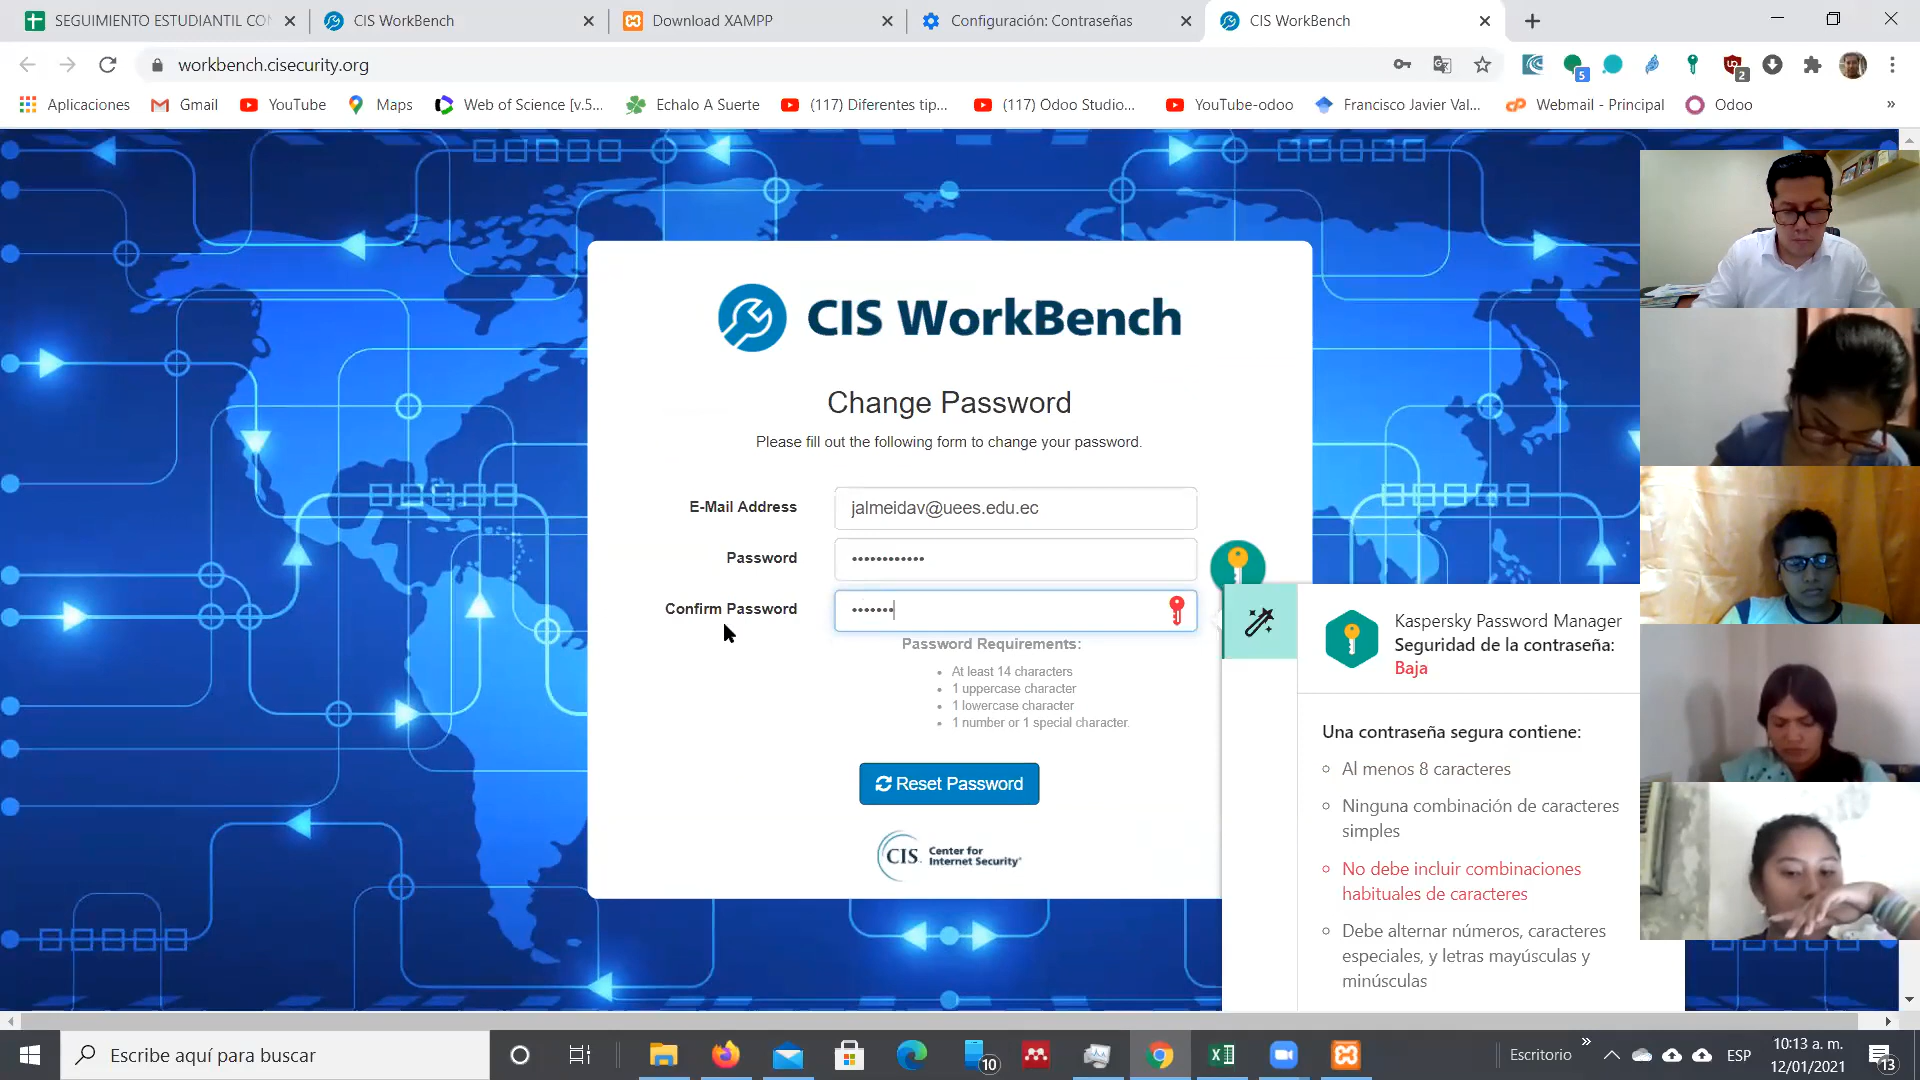 SEGUIMIENTO ESTUDIANTIL CON
CIS WorkBench
Download XAMPP
Configuración: Contraseñas
CIS WorkBench
workbench.cisecurity.org
5
2
Aplicaciones
Gmail
YouTube
Maps
Web of Science [v.5...
Echalo A Suerte
(117) Diferentes tip...
(117) Odoo Studio...
YouTube-odoo
Francisco Javier Val...
Webmail - Principal
Odoo
»
CIS WorkBench
Change Password
Please fill out the following form to change your password.
E-Mail Address
jalmeidav@uees.edu.ec
Password
••••••••••••
Confirm Password
•••••••
Password Requirements:
• At least 14 characters
• 1 uppercase character
• 1 lowercase character
• 1 number or 1 special character.
Reset Password
CIS. Center for
Internet Security®
Kaspersky Password Manager
Seguridad de la contraseña:
Baja
Una contraseña segura contiene:
Al menos 8 caracteres
Ninguna combinación de caracteres
simples
No debe incluir combinaciones
habituales de caracteres
Debe alternar números, caracteres
especiales, y letras mayúsculas y
minúsculas
Escribe aquí para buscar
10
Escritorio
»
ESP
10:13 a. m.
12/01/2021
13